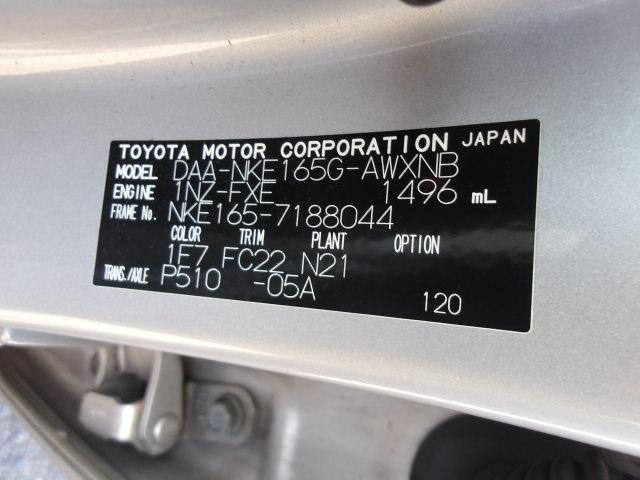 TOYOTA MOTOR CORPORATION JAPAN
MODEL DAA-NKE165G-AWXNB
ENGINE 1NZ-FXE 1496 mL
FRAME No. NKE165-7188044
COLOR TRIM PLANT OPTION
1F7 FC22 N21
TRANS./AXLE P510 -05A
120